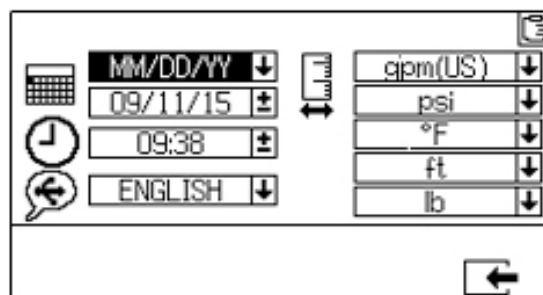 MM/DD/YY
09/11/15
09:38
ENGLISH
gpm(US)
psi
°F
ft
lb